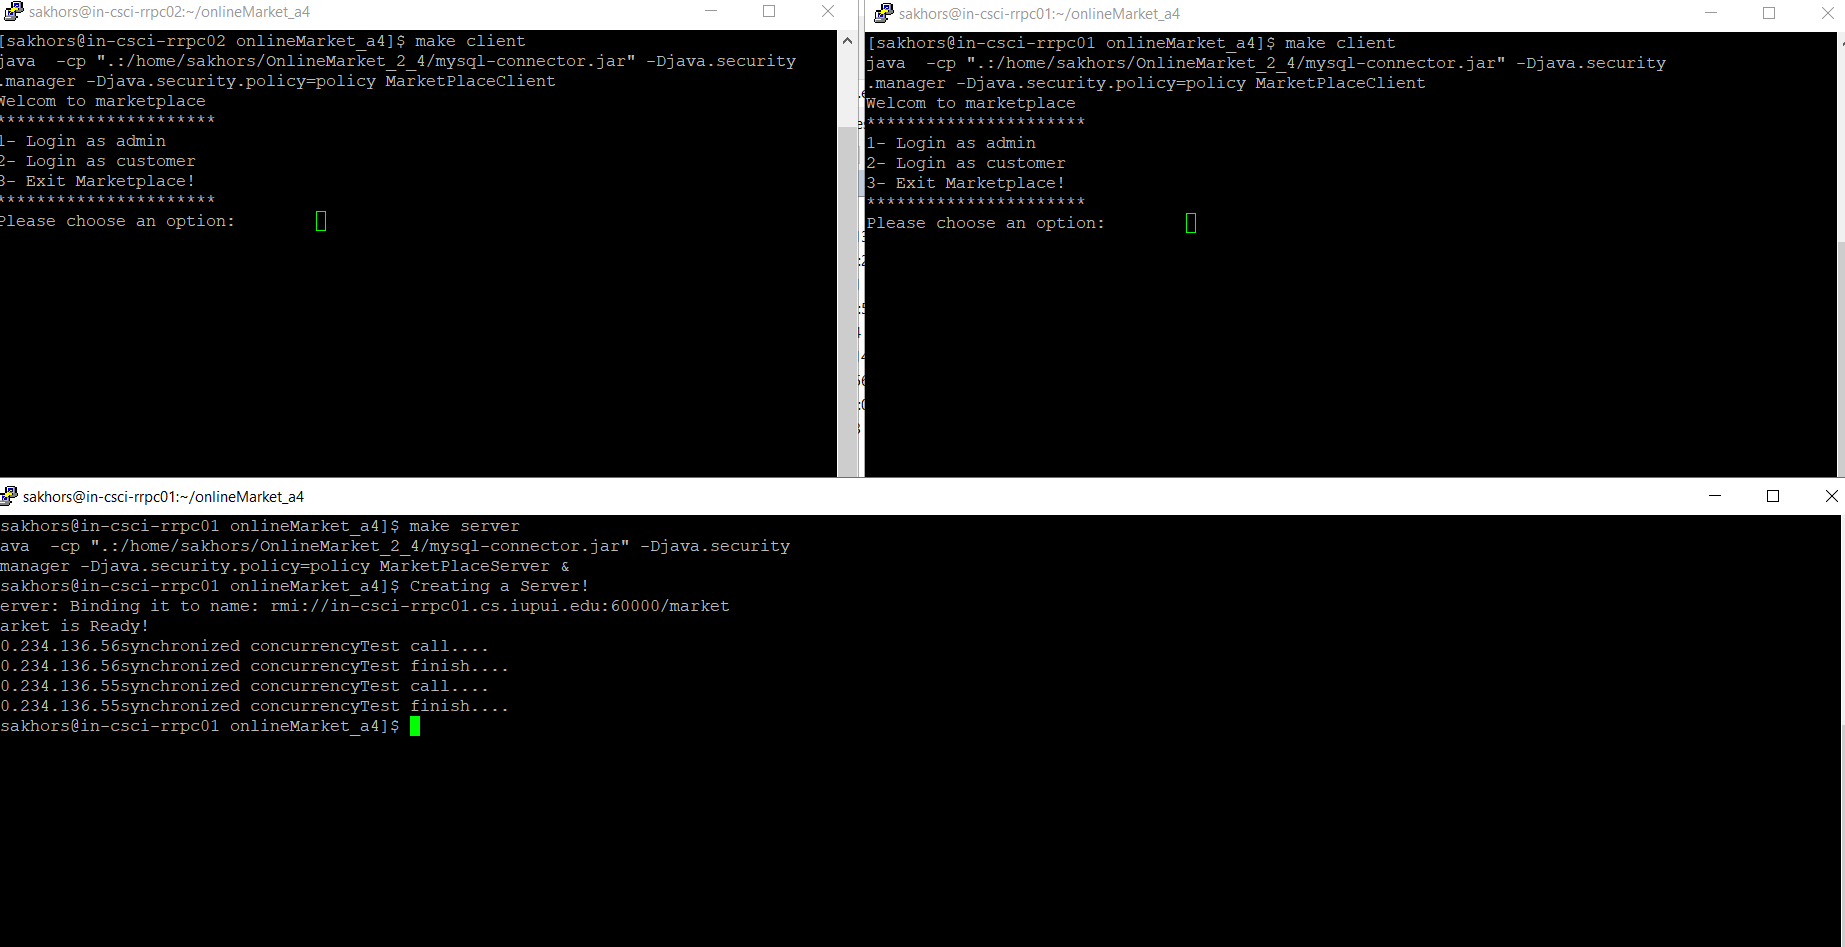 sakhors@in-csci-rrpc02:~/onlineMarket_a4
[sakhors@in-csci-rrpc02 onlineMarket_a4]$ make client
java  -cp ".:/home/sakhors/OnlineMarket_2_4/mysql-connector.jar" -Djava.security
.manager -Djava.security.policy=policy MarketPlaceClient
Welcom to marketplace
**********************
1- Login as admin
2- Login as customer
3- Exit Marketplace!
**********************
Please choose an option:
sakhors@in-csci-rrpc01:~/onlineMarket_a4
[sakhors@in-csci-rrpc01 onlineMarket_a4]$ make client
java  -cp ".:/home/sakhors/OnlineMarket_2_4/mysql-connector.jar" -Djava.security
.manager -Djava.security.policy=policy MarketPlaceClient
Welcom to marketplace
**********************
1- Login as admin
2- Login as customer
3- Exit Marketplace!
**********************
Please choose an option:
sakhors@in-csci-rrpc01:~/onlineMarket_a4
sakhors@in-csci-rrpc01 onlineMarket_a4]$ make server
ava  -cp ".:/home/sakhors/OnlineMarket_2_4/mysql-connector.jar" -Djava.security
manager -Djava.security.policy=policy MarketPlaceServer &
sakhors@in-csci-rrpc01 onlineMarket_a4]$ Creating a Server!
erver: Binding it to name: rmi://in-csci-rrpc01.cs.iupui.edu:60000/market
arket is Ready!
0.234.136.56synchronized concurrencyTest call....
0.234.136.56synchronized concurrencyTest finish....
0.234.136.55synchronized concurrencyTest call....
0.234.136.55synchronized concurrencyTest finish....
sakhors@in-csci-rrpc01 onlineMarket_a4]$